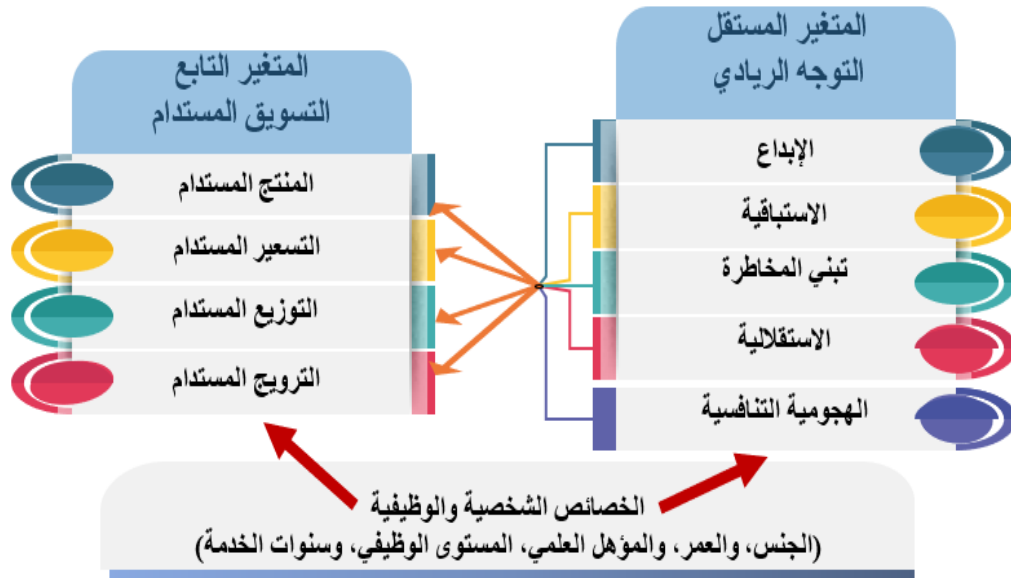 المتغير المستقل
التوجه الريادي
الإبداع
الاستباقية
تبني المخاطرة
الاستقلالية
الهجومية التنافسية
المتغير التابع
التسويق المستدام
المنتج المستدام
التسعير المستدام
التوزيع المستدام
الترويج المستدام
الخصائص الشخصية والوظيفية
(الجنس، والعمر، والمؤهل العلمي، المستوى الوظيفي، وسنوات الخدمة)